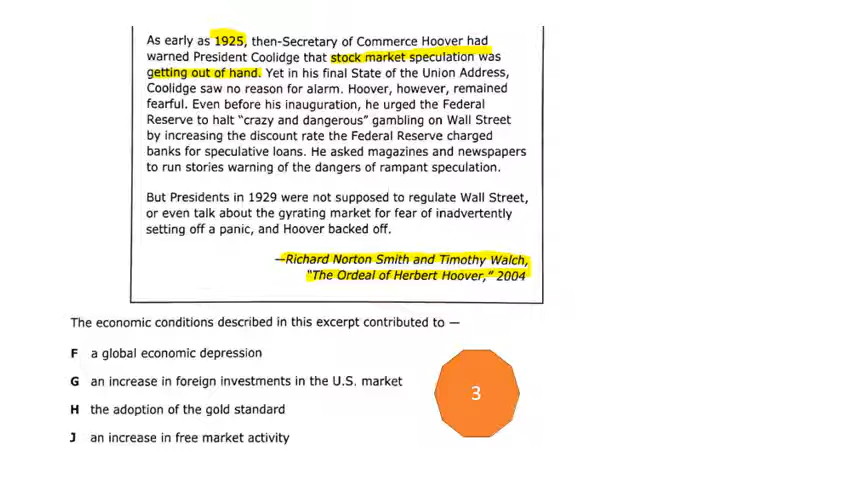 As early as 1925, then-Secretary of Commerce Hoover had
warned President Coolidge that stock market speculation was
getting out of hand. Yet in his final State of the Union Address,
Coolidge saw no reason for alarm. Hoover, however, remained
fearful. Even before his inauguration, he urged the Federal
Reserve to halt “crazy and dangerous” gambling on Wall Street
by increasing the discount rate the Federal Reserve charged
banks for speculative loans. He asked magazines and newspapers
to run stories warning of the dangers of rampant speculation.
But Presidents in 1929 were not supposed to regulate Wall Street,
or even talk about the gyrating market for fear of inadvertently
setting off a panic, and Hoover backed off.
—Richard Norton Smith and Timothy Walch,
“The Ordeal of Herbert Hoover,” 2004
The economic conditions described in this excerpt contributed to —
F a global economic depression
G an increase in foreign investments in the U.S. market
H the adoption of the gold standard
J an increase in free market activity
3